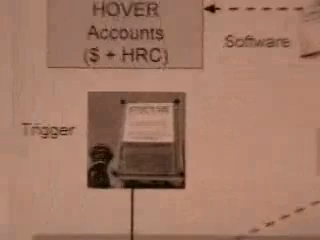 HOVER
Accounts
($ + HRC)
Software
Trigger